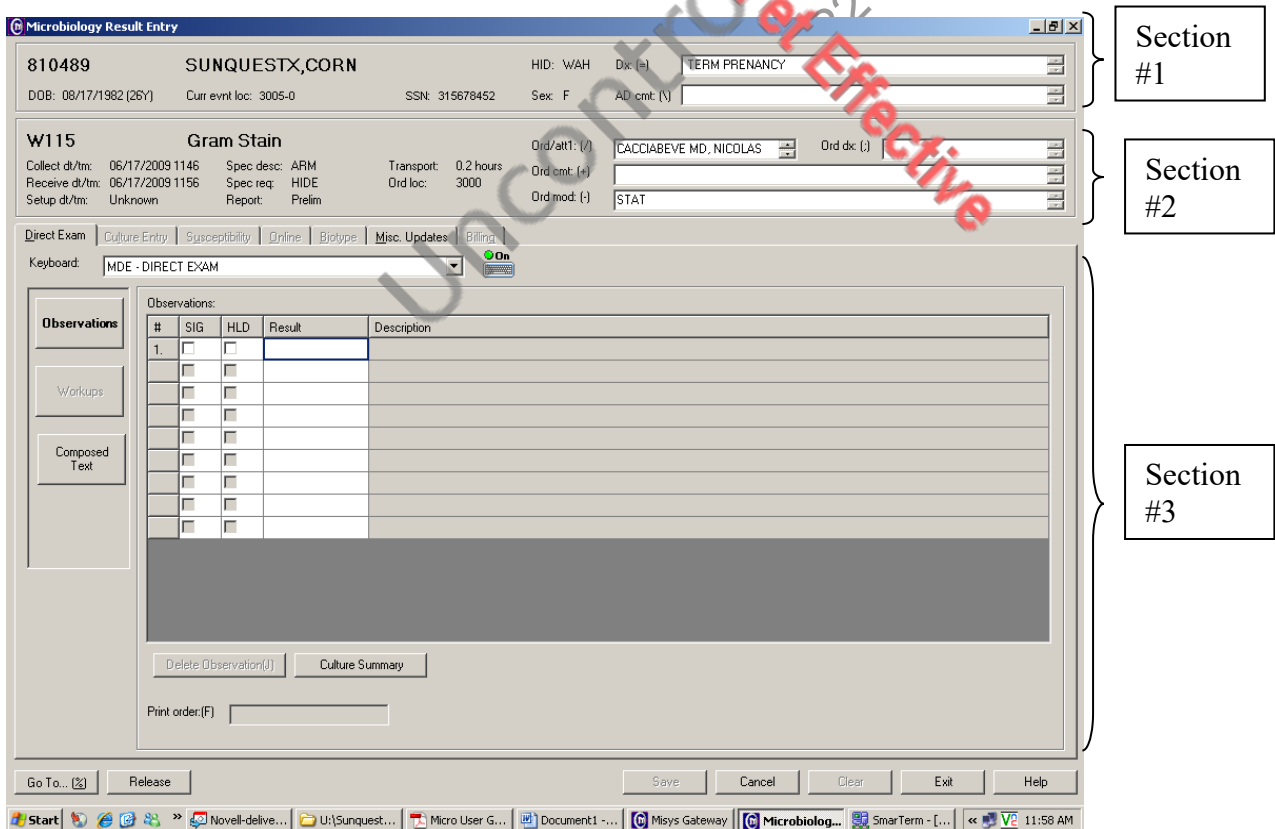 Microbiology Result Entry
Section #1
810489 SUNQUESTX,CORN HID: WAH Dx: (=) TERM PRENANCY
DOB: 08/17/1982 (26Y) Curr evnt loc: 3005-0 SSN: 315678452 Sex: F AD cmt: (\)
Section #2
W115 Gram Stain Ord/att1: (/) CACCIABEVE MD, NICOLAS Ord dx: (;)
Collect dt/tm: 06/17/2009 1146 Spec desc: ARM Transport: 0.2 hours Ord cmt: (+)
Receive dt/tm: 06/17/2009 1156 Spec req: HIDE Ord loc: 3000
Setup dt/tm: Unknown Report: Prelim Ord mod: (-) STAT
Direct Exam Culture Entry Susceptibility Online Biotype Misc. Updates Billing
Keyboard: MDE - DIRECT EXAM On
Section #3
Observations Observations:
# SIG HLD Result Description
1.
Workups
Composed
Text
Delete Observation(J) Culture Summary
Print order:(F)
Go To... (%) Release Save Cancel Clear Exit Help
Start » Novell-delive... U:\Sunquest... Micro User G... Document1 -... Misys Gateway Microbiolog... SmarTerm - [... « V2 11:58 AM
Effective